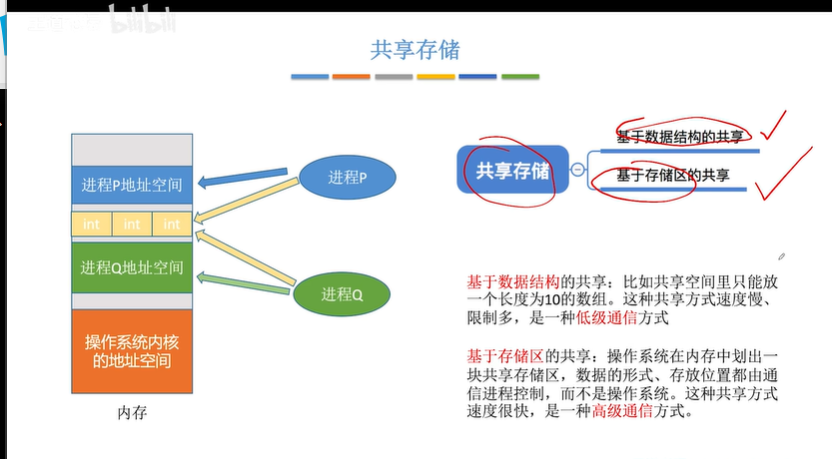 bilibili
共享存储
进程P地址空间
int int int
进程Q地址空间
操作系统内核
的地址空间
内存
进程P
进程Q
共享存储
基于数据结构的共享
基于存储区的共享
基于数据结构的共享：比如共享空间里只能放
一个长度为10的数组。这种共享方式速度慢、
限制多，是一种低级通信方式
基于存储区的共享：操作系统在内存中划出一
块共享存储区，数据的形式、存放位置都由通
信进程控制，而不是操作系统。这种共享方式
速度很快，是一种高级通信方式。